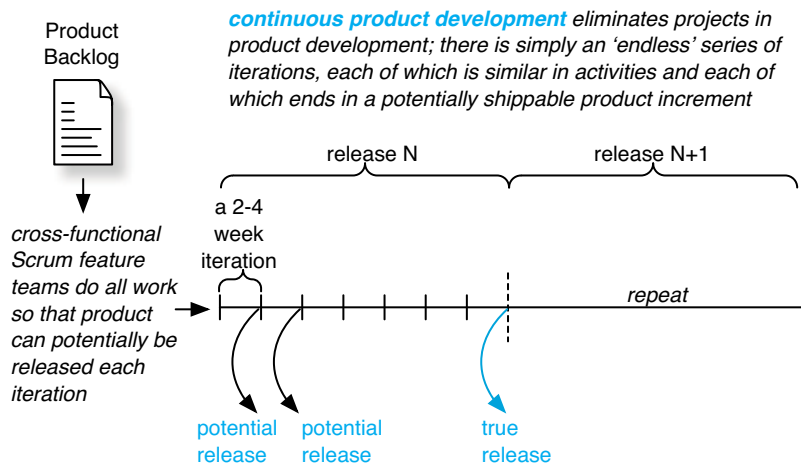 Product
Backlog
continuous product development eliminates projects in
product development; there is simply an ‘endless’ series of
iterations, each of which is similar in activities and each of
which ends in a potentially shippable product increment
release N
release N+1
a 2-4
week
iteration
cross-functional
Scrum feature
teams do all work
so that product
can potentially be
released each
iteration
repeat
potential
release
potential
release
true
release